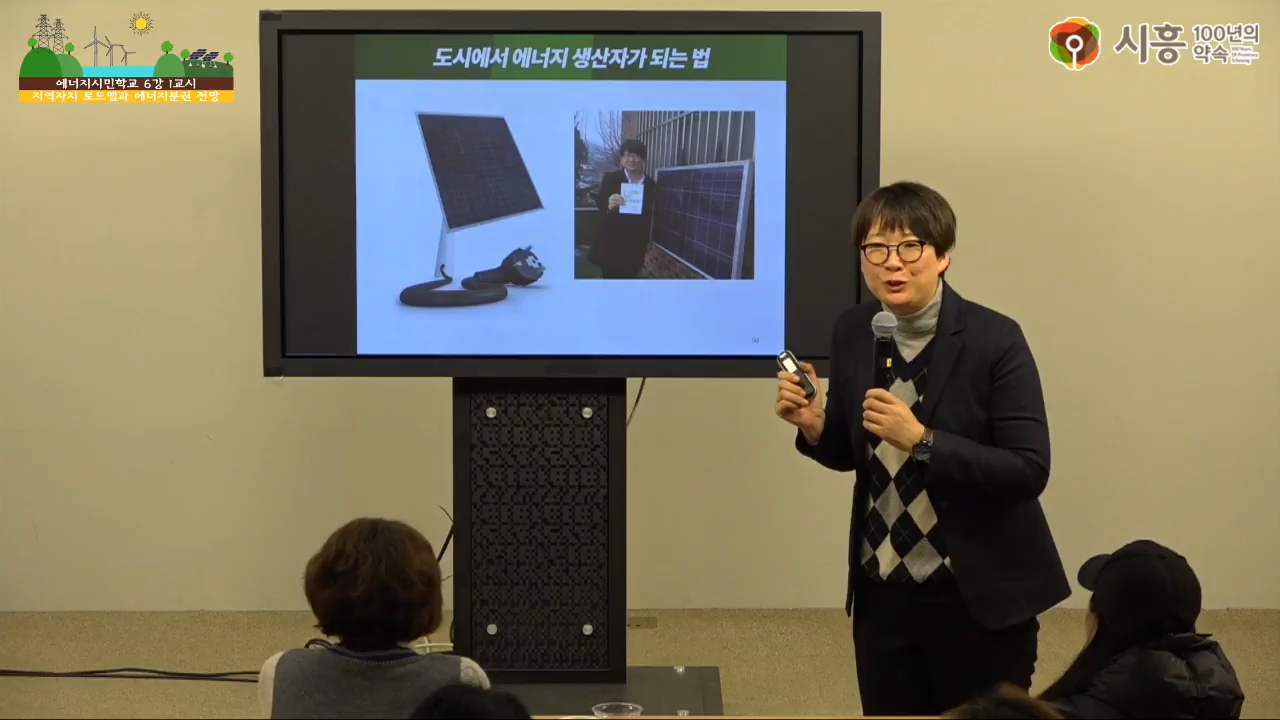 에너지시민학교 6강 1교시
지역자치 로드맵과 에너지분권 전망
도시에서 에너지 생산자가 되는 법
시흥
100년의
약속